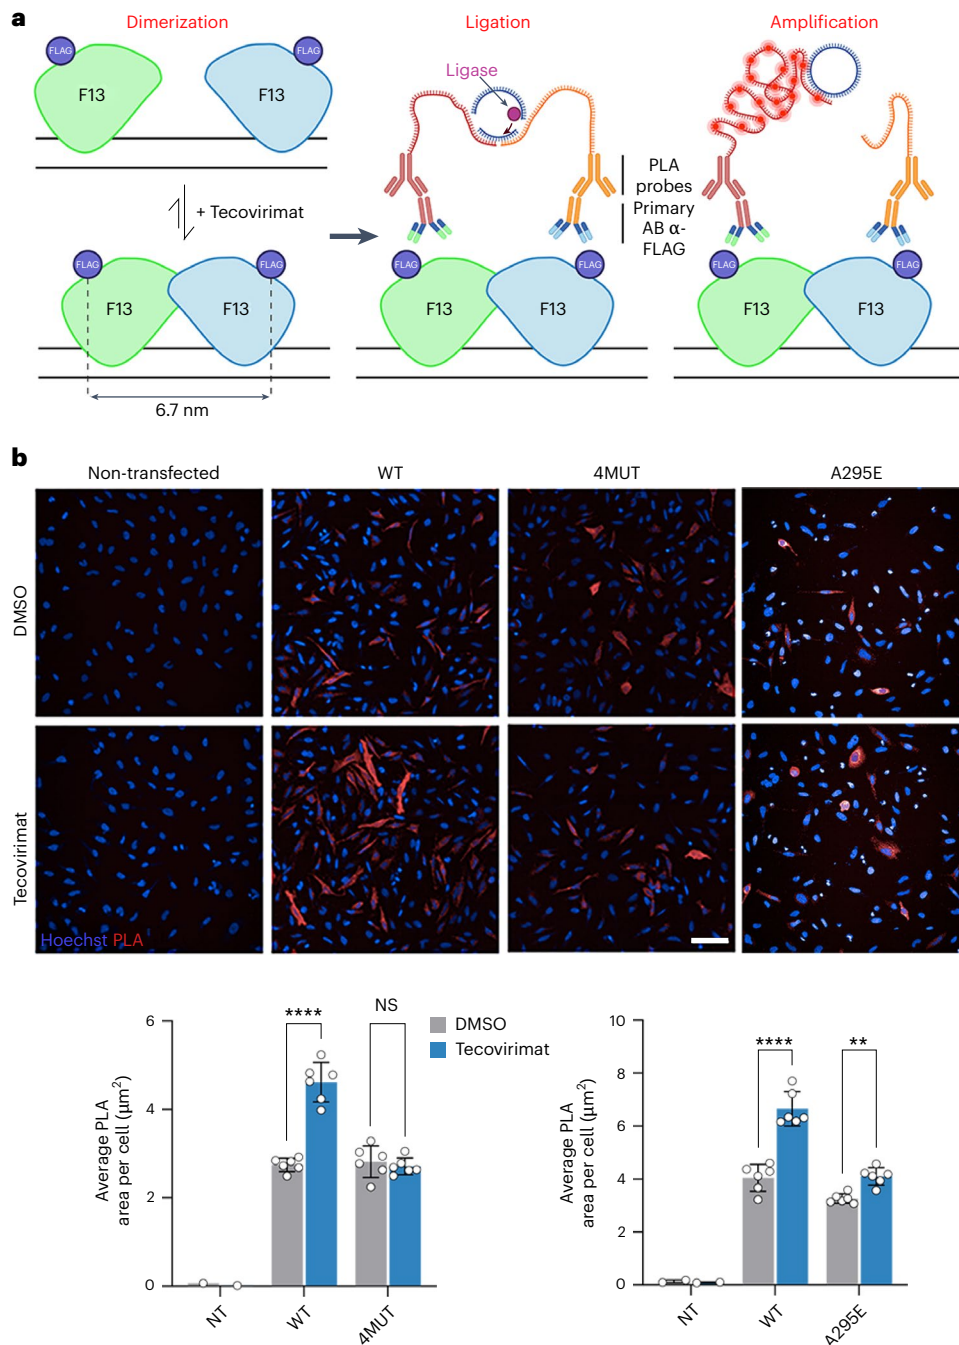 a
Dimerization
Ligation
Amplification
FLAG
FLAG
F13
F13
Ligase
+ Tecovirimat
PLA
probes
Primary
AB α-
FLAG
FLAG
FLAG
F13
F13
6.7 nm
FLAG
FLAG
F13
F13
FLAG
FLAG
F13
F13
b
Non-transfected
WT
4MUT
A295E
DMSO
Tecovirimat
Hoechst PLA
Average PLA
area per cell (μm2)
6
4
2
0
****
NS
NT
WT
4MUT
DMSO
Tecovirimat
Average PLA
area per cell (μm2)
10
8
6
4
2
0
****
**
NT
WT
A295E